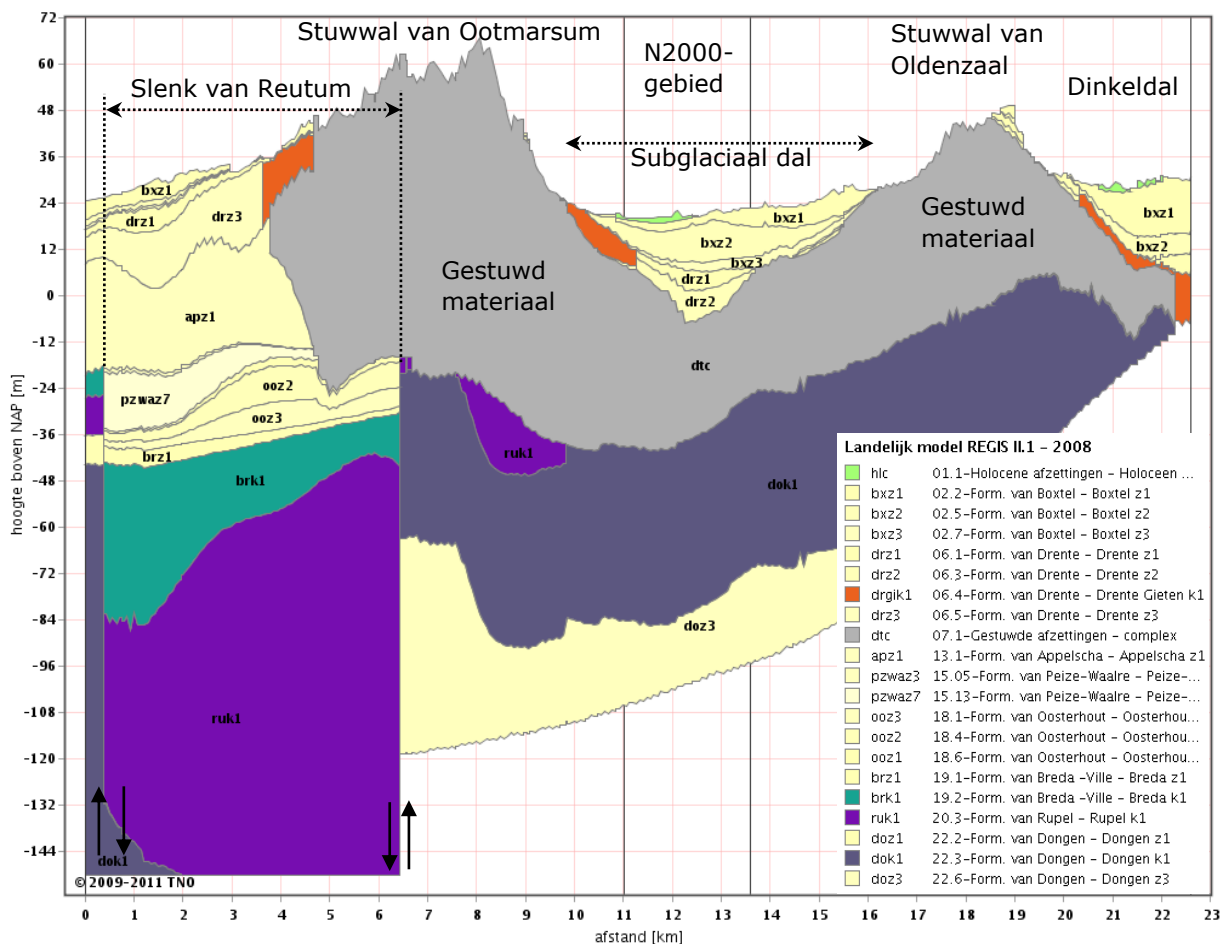 Stuwwal van Ootmarsum
N2000-
gebied
Stuwwal van
Oldenzaal
Dinkeldal
Slenk van Reutum
Subglaciaal dal
Gestuwd
materiaal
Gestuwd
materiaal
72
60
48
36
24
12
0
-12
-24
-36
-48
-60
-72
-84
-96
-108
-120
-132
-144
hoogte boven NAP [m]
bxz1
drz1
drz3
apz1
pzwaz7
ooz2
ooz3
brz1
brk1
ruk1
dok1
bxz1
bxz2
bxz3
drz1
drz2
dtc
ruk1
dok1
doz3
bxz1
bxz2
Landelijk model REGIS II.1 - 2008
hlc 01.1-Holocene afzettingen - Holoceen ...
bxz1 02.2-Form. van Boxtel - Boxtel z1
bxz2 02.5-Form. van Boxtel - Boxtel z2
bxz3 02.7-Form. van Boxtel - Boxtel z3
drz1 06.1-Form. van Drente - Drente z1
drz2 06.3-Form. van Drente - Drente z2
drgik1 06.4-Form. van Drente - Drente Gieten k1
drz3 06.5-Form. van Drente - Drente z3
dtc 07.1-Gestuwde afzettingen - complex
apz1 13.1-Form. van Appelscha - Appelscha z1
pzwaz3 15.05-Form. van Peize-Waalre - Peize-...
pzwaz7 15.13-Form. van Peize-Waalre - Peize-...
ooz3 18.1-Form. van Oosterhout - Oosterhou...
ooz2 18.4-Form. van Oosterhout - Oosterhou...
ooz1 18.6-Form. van Oosterhout - Oosterhou...
brz1 19.1-Form. van Breda -Ville - Breda z1
brk1 19.2-Form. van Breda -Ville - Breda k1
ruk1 20.3-Form. van Rupel - Rupel k1
doz1 22.2-Form. van Dongen - Dongen z1
dok1 22.3-Form. van Dongen - Dongen k1
doz3 22.6-Form. van Dongen - Dongen z3
© 2009-2011 TNO
0 1 2 3 4 5 6 7 8 9 10 11 12 13 14 15 16 17 18 19 20 21 22 23
afstand [km]